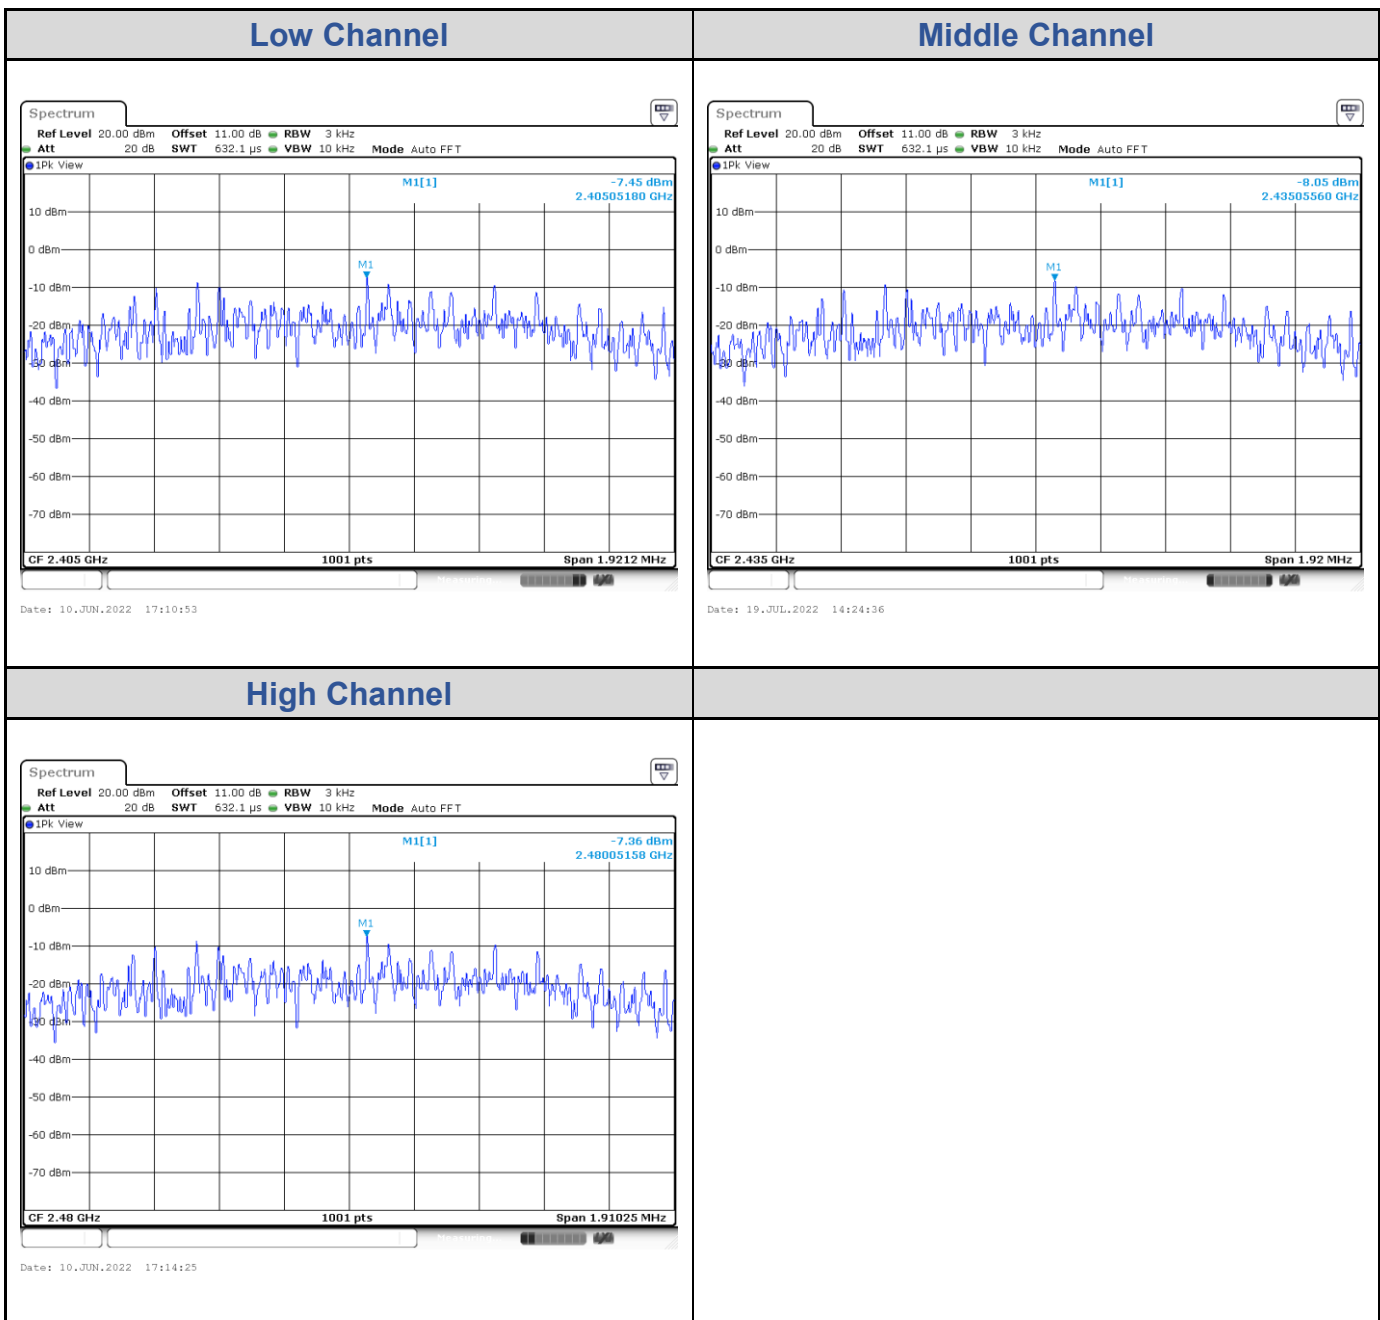 Low Channel
Middle Channel
Spectrum
Ref Level 20.00 dBm Offset 11.00 dB RBW 3 kHz
Att 20 dB SWT 632.1 µs VBW 10 kHz Mode Auto FFT
1Pk View
M1[1] -7.45 dBm
2.40505180 GHz
10 dBm
0 dBm
M1
-10 dBm
-20 dBm
-30 dBm
-40 dBm
-50 dBm
-60 dBm
-70 dBm
CF 2.405 GHz 1001 pts Span 1.9212 MHz
Measuring
Date: 10.JUN.2022 17:10:53
Spectrum
Ref Level 20.00 dBm Offset 11.00 dB RBW 3 kHz
Att 20 dB SWT 632.1 µs VBW 10 kHz Mode Auto FFT
1Pk View
M1[1] -8.05 dBm
2.43505560 GHz
10 dBm
0 dBm
M1
-10 dBm
-20 dBm
-30 dBm
-40 dBm
-50 dBm
-60 dBm
-70 dBm
CF 2.435 GHz 1001 pts Span 1.92 MHz
Measuring
Date: 19.JUL.2022 14:24:36
High Channel
Spectrum
Ref Level 20.00 dBm Offset 11.00 dB RBW 3 kHz
Att 20 dB SWT 632.1 µs VBW 10 kHz Mode Auto FFT
1Pk View
M1[1] -7.36 dBm
2.48005158 GHz
10 dBm
0 dBm
M1
-10 dBm
-20 dBm
-30 dBm
-40 dBm
-50 dBm
-60 dBm
-70 dBm
CF 2.48 GHz 1001 pts Span 1.91025 MHz
Measuring
Date: 10.JUN.2022 17:14:25